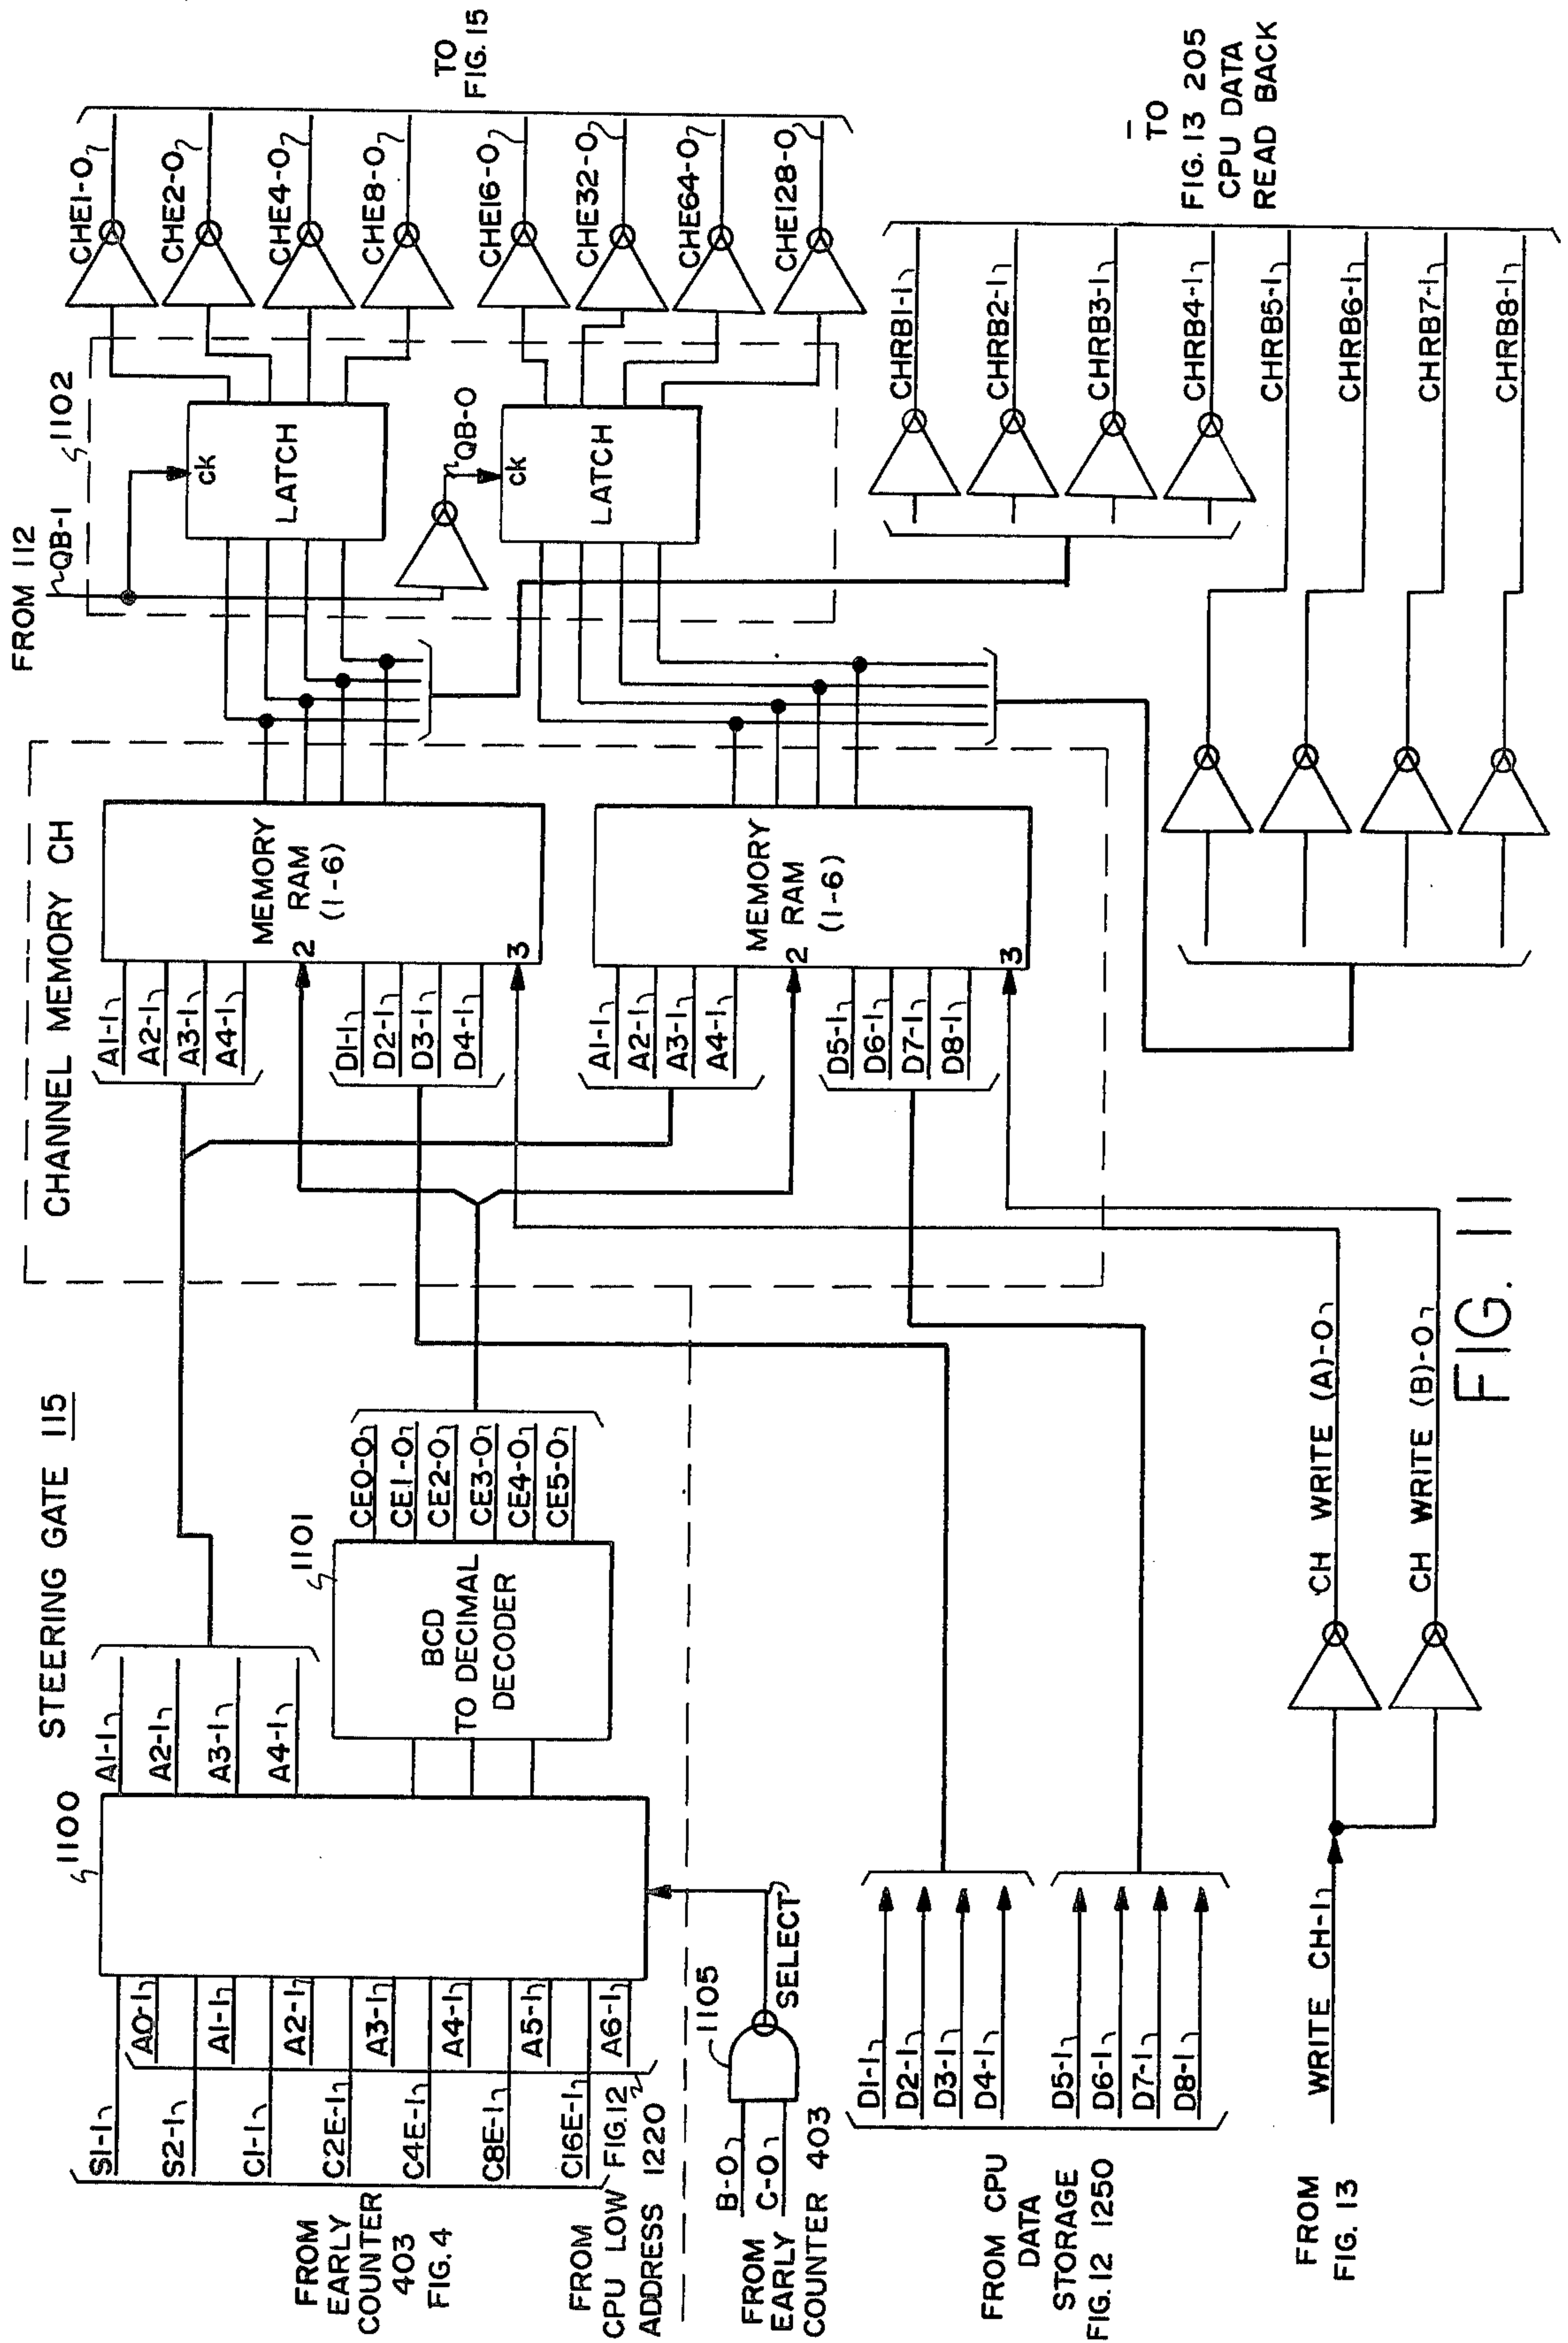 STEERING GATE 115
1100
S1-1
A0-1
S2-1
A1-1
C1-1
A2-1
C2E-1
A3-1
C4E-1
A4-1
C8E-1
A5-1
C16E-1
A6-1
FROM
EARLY
COUNTER
403
FIG. 4
FROM
CPU LOW FIG.12
ADDRESS 1220
A1-1
A2-1
A3-1
A4-1
1101
BCD
TO DECIMAL
DECODER
CE0-0
CE1-0
CE2-0
CE3-0
CE4-0
CE5-0
1105
B-0
C-0
SELECT
FROM
EARLY
COUNTER 403
D1-1
D2-1
D3-1
D4-1
D5-1
D6-1
D7-1
D8-1
FROM CPU
DATA
STORAGE
FIG. 12 1250
FROM
FIG. 13
WRITE CH-1
CH WRITE (A)-0
CH WRITE (B)-0
CHANNEL MEMORY CH
A1-1
A2-1
A3-1
A4-1
D1-1
D2-1
D3-1
D4-1
MEMORY
RAM
(1-6)
2
3
A1-1
A2-1
A3-1
A4-1
D5-1
D6-1
D7-1
D8-1
MEMORY
RAM
(1-6)
2
3
FROM 112
QB-1
1102
ck
LATCH
QB-0
ck
LATCH
CHE1-0
CHE2-0
CHE4-0
CHE8-0
CHE16-0
CHE32-0
CHE64-0
CHE128-0
TO
FIG. 15
CHRB1-1
CHRB2-1
CHRB3-1
CHRB4-1
CHRB5-1
CHRB6-1
CHRB7-1
CHRB8-1
TO
FIG. 13 205
CPU DATA
READ BACK
FIG. 11